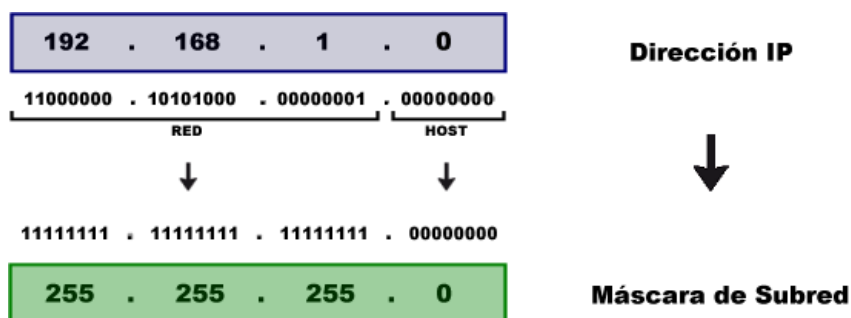 192 . 168 . 1 . 0
Dirección IP
11000000 . 10101000 . 00000001 . 00000000
RED HOST
11111111 . 11111111 . 11111111 . 00000000
255 . 255 . 255 . 0
Máscara de Subred